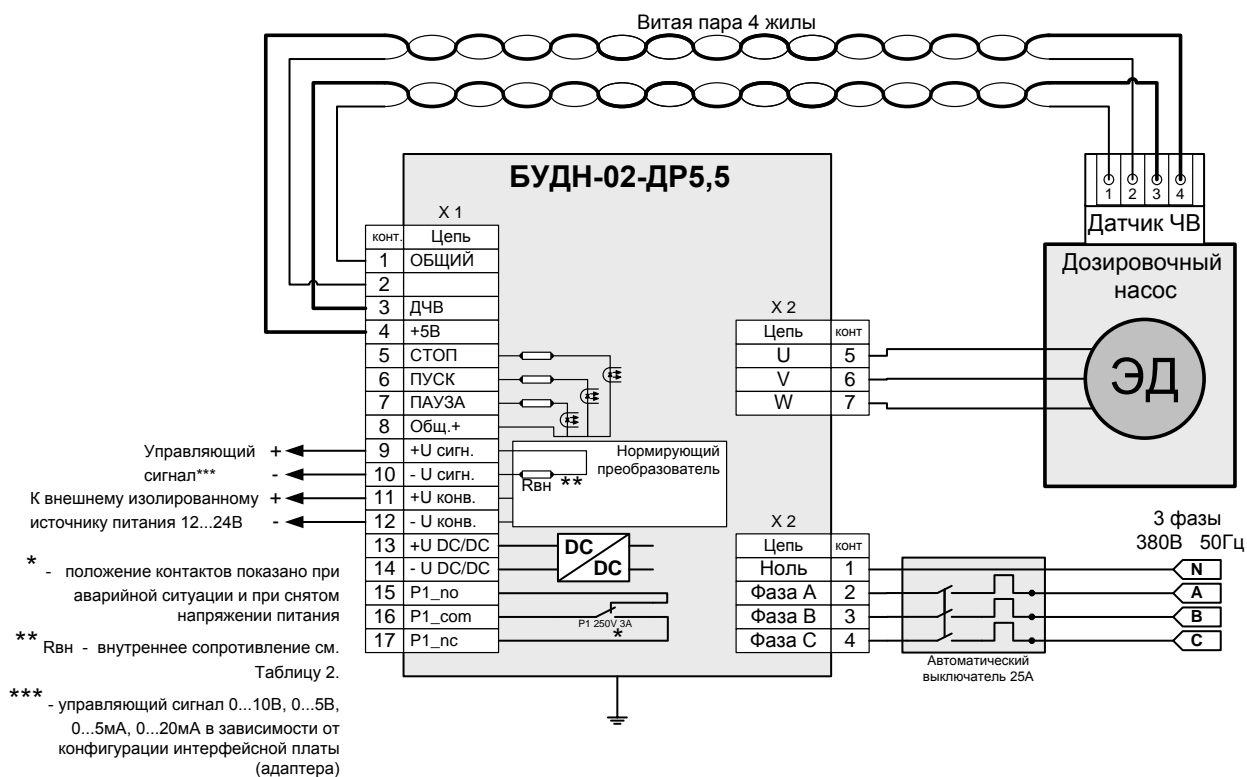 Витая пара 4 жилы
БУДН-02-ДР5,5
1 2 3 4
Датчик ЧВ
Дозировочный
насос
ЭД
X 1
конт. Цепь
1 ОБЩИЙ
2
3 ДЧВ
4 +5В
5 СТОП
6 ПУСК
7 ПАУЗА
8 Общ.+
9 +U сигн.
10 - U сигн.
11 +U конв.
12 - U конв.
13 +U DC/DC
14 - U DC/DC
15 P1_no
16 P1_com
17 P1_nc
Нормирующий
преобразователь
Rвн **
DC
DC
P1 250V 3A
*
X 2
Цепь конт
U 5
V 6
W 7
X 2
Цепь конт
Ноль 1
Фаза А 2
Фаза В 3
Фаза С 4
Автоматический
выключатель 25А
3 фазы
380В 50Гц
N
A
B
C
Управляющий +
сигнал*** -
К внешнему изолированному +
источнику питания 12...24В -
* - положение контактов показано при
аварийной ситуации и при снятом
напряжении питания
** Rвн - внутреннее сопротивление см.
Таблицу 2.
*** - управляющий сигнал 0...10В, 0...5В,
0...5мА, 0...20мА в зависимости от
конфигурации интерфейсной платы
(адаптера)